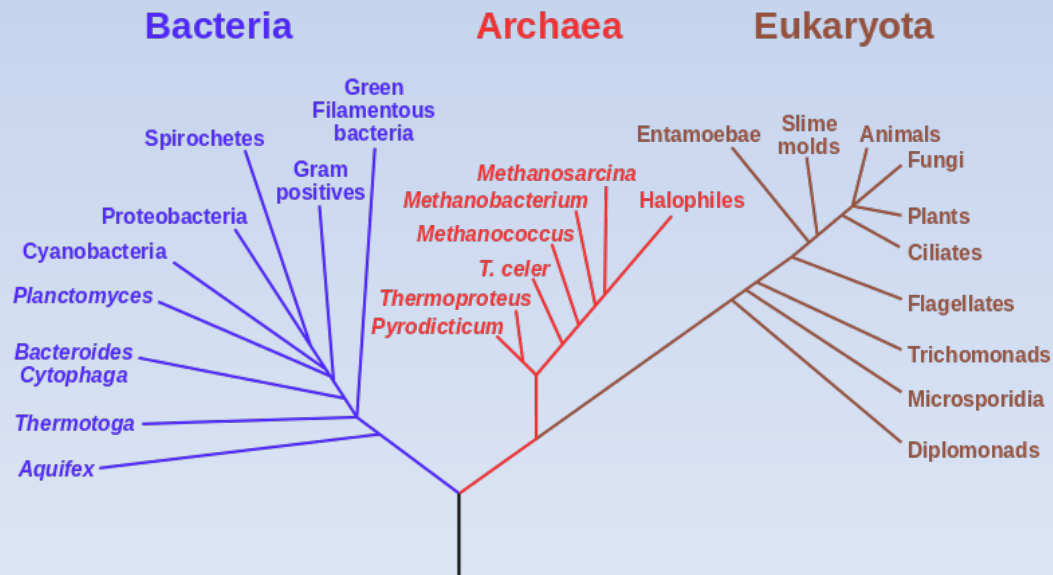 Bacteria
Archaea
Eukaryota
Green
Filamentous
bacteria
Spirochetes
Gram
positives
Proteobacteria
Cyanobacteria
Planctomyces
Bacteroides
Cytophaga
Thermotoga
Aquifex
Methanosarcina
Methanobacterium
Halophiles
Methanococcus
T. celer
Thermoproteus
Pyrodicticum
Entamoebae
Slime
molds
Animals
Fungi
Plants
Ciliates
Flagellates
Trichomonads
Microsporidia
Diplomonads